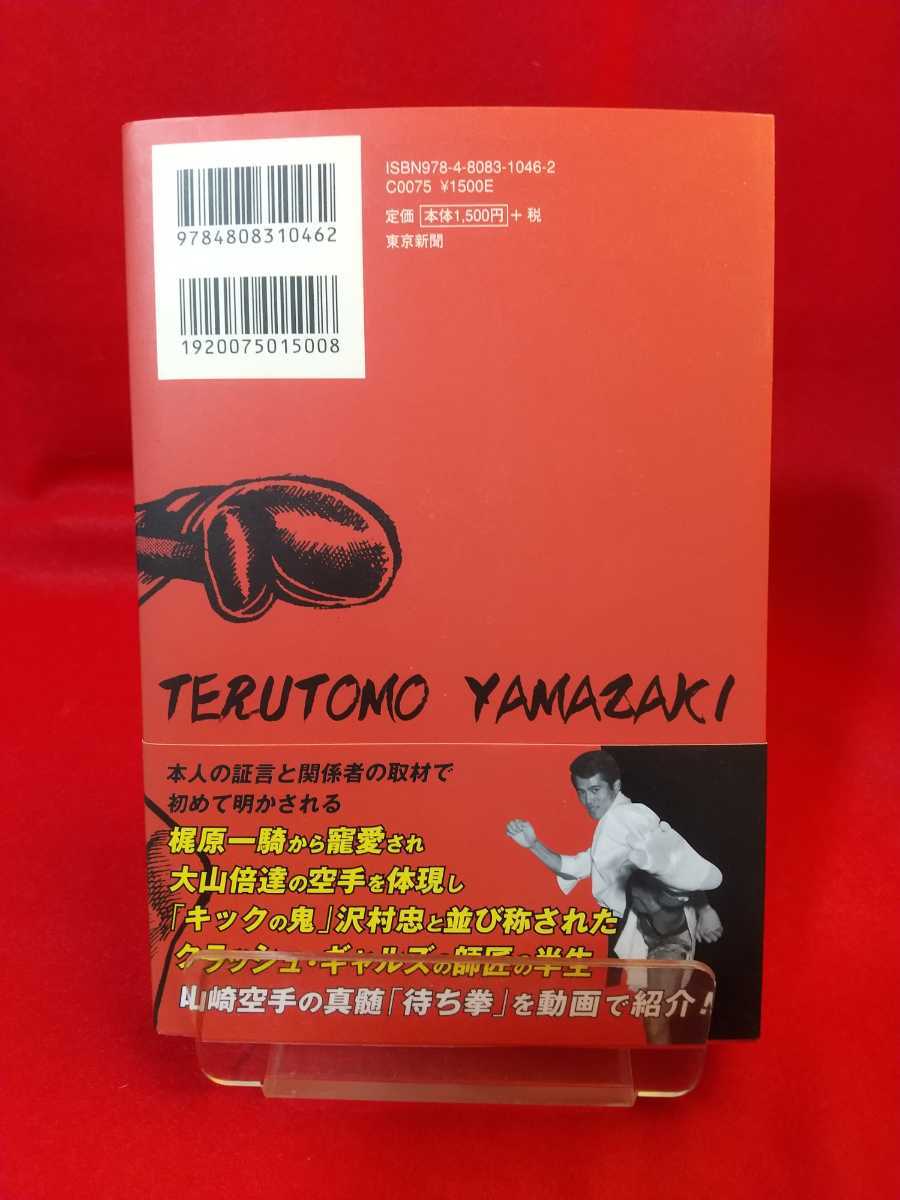 9784808310462
1920075015008
ISBN978-4-8083-1046-2
C0075 ¥1500E
定価 本体1,500円 + 税
東京新聞
TERUTOMO YAMAZAKI
本人の証言と関係者の取材で
初めて明かされる
梶原一騎から寵愛され
大山倍達の空手を体現し
「キックの鬼」沢村忠と並び称された
クラッシュ・ギャルズの師匠の半生
山崎空手の真髄「待ち拳」を動画で紹介!